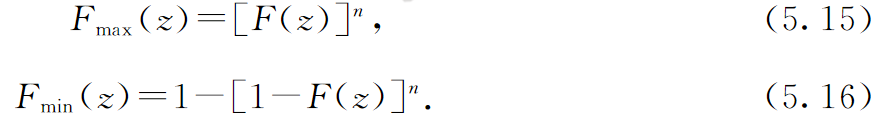 F_max(z)=[F(z)]^n, (5.15)
F_min(z)=1-[1-F(z)]^n. (5.16)